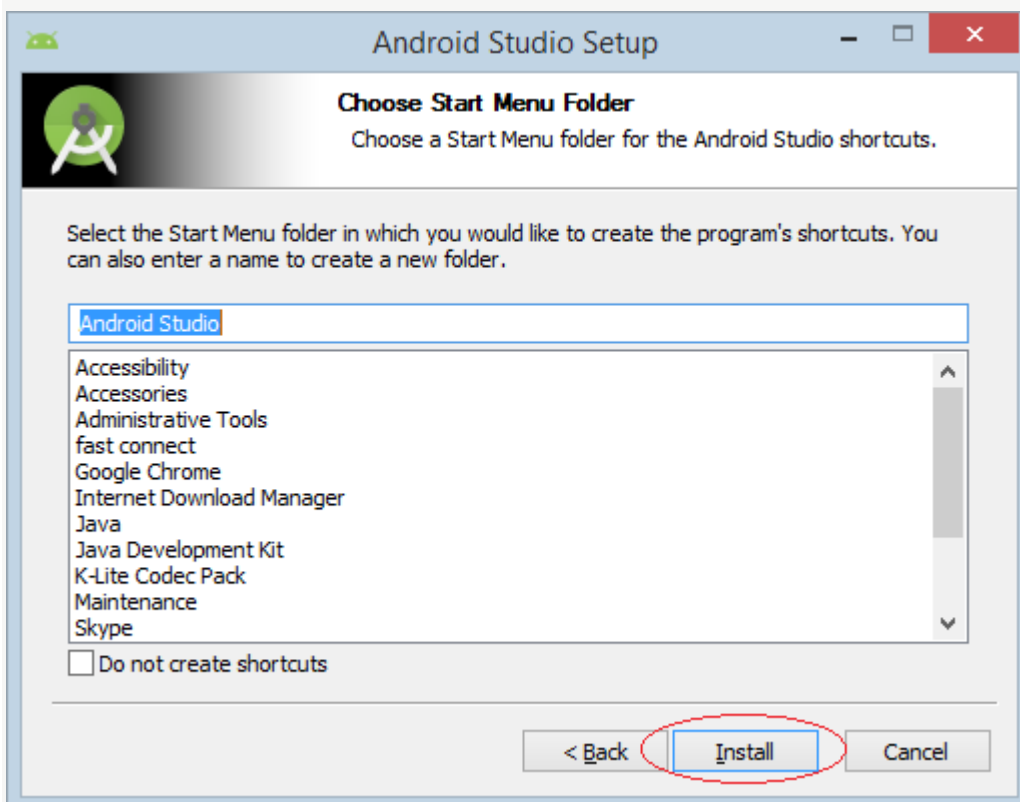 Android Studio Setup
Choose Start Menu Folder
Choose a Start Menu folder for the Android Studio shortcuts.
Select the Start Menu folder in which you would like to create the program's shortcuts. You
can also enter a name to create a new folder.
Android Studio
Accessibility
Accessories
Administrative Tools
fast connect
Google Chrome
Internet Download Manager
Java
Java Development Kit
K-Lite Codec Pack
Maintenance
Skype
Do not create shortcuts
< Back Install Cancel